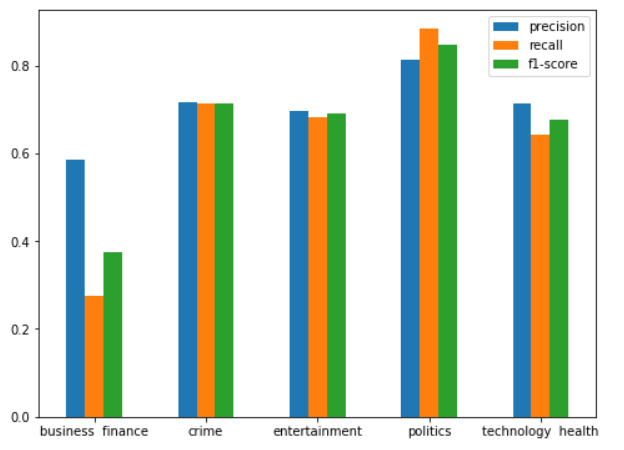 precision
recall
f1-score
0.8
0.6
0.4
0.2
0.0
business finance crime entertainment politics technology health